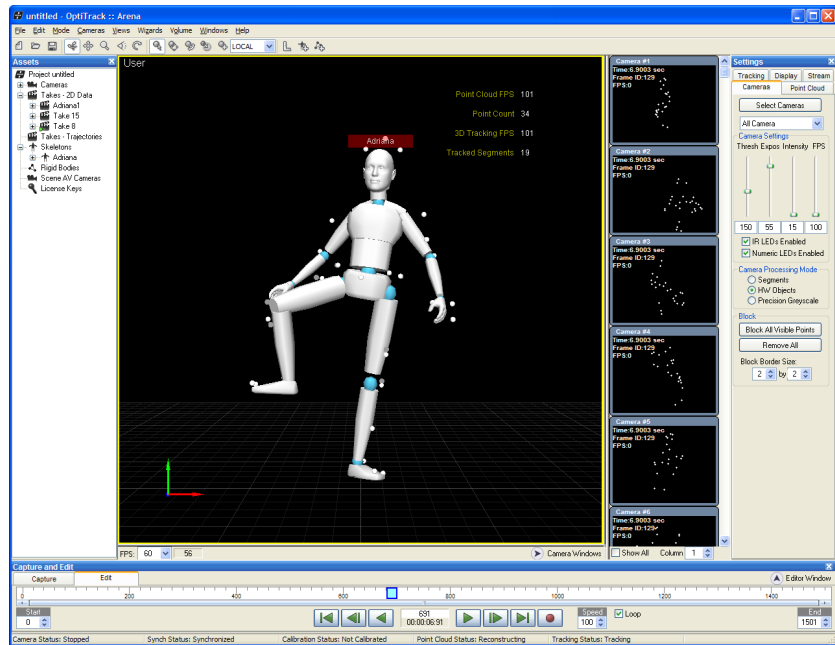 untitled - OptiTrack :: Arena
File Edit Mode Cameras Views Wizards Volume Windows Help
LOCAL
Assets
Project untitled
Cameras
Takes - 2D Data
Adriana1
Take 15
Take 8
Takes - Trajectories
Skeletons
Adriana
Rigid Bodies
Scene AV Cameras
License Keys
User
Point Cloud FPS 101
Point Count 34
3D Tracking FPS 101
Tracked Segments 19
Adriana
FPS: 60 56
Camera Windows
Camera #1
Time:6.9003 sec
Frame ID:129
FPS:0
Camera #2
Time:6.9003 sec
Frame ID:129
FPS:0
Camera #3
Time:6.9003 sec
Frame ID:129
FPS:0
Camera #4
Time:6.9003 sec
Frame ID:129
FPS:0
Camera #5
Time:6.9003 sec
Frame ID:129
FPS:0
Camera #6
Time:6.9003 sec
Frame ID:129
FPS:0
Show All Column 1
Settings
Tracking Display Stream
Cameras Point Cloud
Select Cameras
All Camera
Camera Settings
Thresh Expos Intensity FPS
150 55 15 100
IR LEDs Enabled
Numeric LEDs Enabled
Camera Processing Mode
Segments
HW Objects
Precision Greyscale
Block
Block All Visible Points
Remove All
Block Border Size:
2 by 2
Capture and Edit
Capture Edit
Editor Window
0 200 400 600 800 1000 1200 1400
Start
0
691
00:00:06:91
Speed
100
Loop
End
1501
Camera Status: Stopped Synch Status: Synchronized Calibration Status: Not Calibrated Point Cloud Status: Reconstructing Tracking Status: Tracking